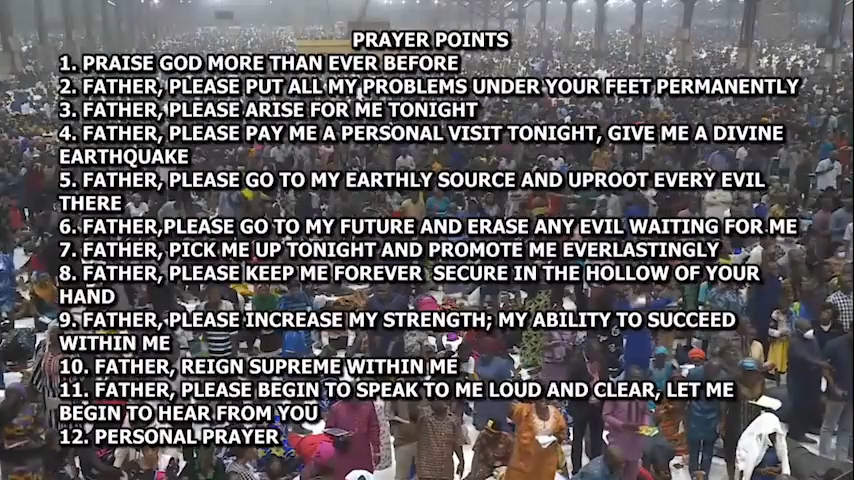 PRAYER POINTS
1. PRAISE GOD MORE THAN EVER BEFORE
2. FATHER, PLEASE PUT ALL MY PROBLEMS UNDER YOUR FEET PERMANENTLY
3. FATHER, PLEASE ARISE FOR ME TONIGHT
4. FATHER, PLEASE PAY ME A PERSONAL VISIT TONIGHT, GIVE ME A DIVINE
EARTHQUAKE
5. FATHER, PLEASE GO TO MY EARTHLY SOURCE AND UPROOT EVERY EVIL
THERE
6. FATHER,PLEASE GO TO MY FUTURE AND ERASE ANY EVIL WAITING FOR ME
7. FATHER, PICK ME UP TONIGHT AND PROMOTE ME EVERLASTINGLY
8. FATHER, PLEASE KEEP ME FOREVER  SECURE IN THE HOLLOW OF YOUR
HAND
9. FATHER, PLEASE INCREASE MY STRENGTH; MY ABILITY TO SUCCEED
WITHIN ME
10. FATHER, REIGN SUPREME WITHIN ME
11. FATHER, PLEASE BEGIN TO SPEAK TO ME LOUD AND CLEAR, LET ME
BEGIN TO HEAR FROM YOU
12. PERSONAL PRAYER